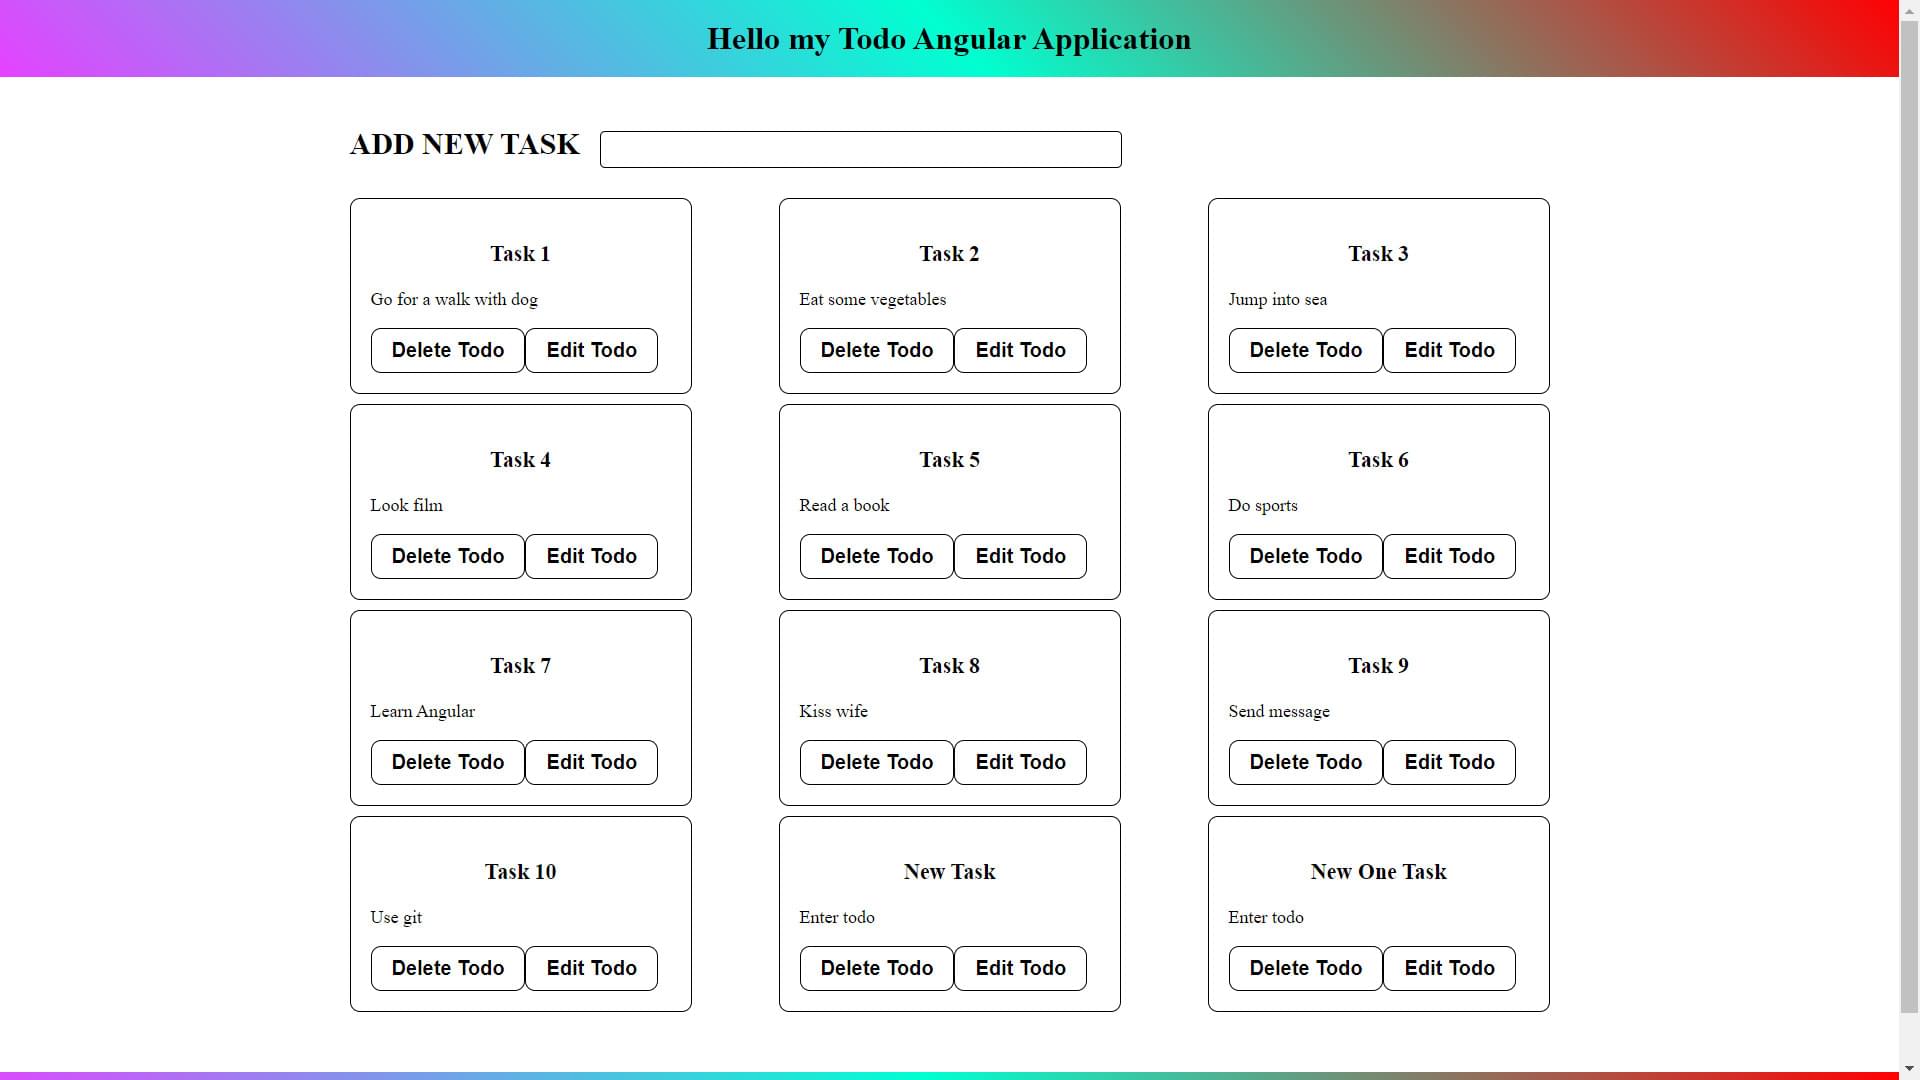 Hello my Todo Angular Application
ADD NEW TASK
Task 1
Go for a walk with dog
Delete Todo Edit Todo
Task 2
Eat some vegetables
Delete Todo Edit Todo
Task 3
Jump into sea
Delete Todo Edit Todo
Task 4
Look film
Delete Todo Edit Todo
Task 5
Read a book
Delete Todo Edit Todo
Task 6
Do sports
Delete Todo Edit Todo
Task 7
Learn Angular
Delete Todo Edit Todo
Task 8
Kiss wife
Delete Todo Edit Todo
Task 9
Send message
Delete Todo Edit Todo
Task 10
Use git
Delete Todo Edit Todo
New Task
Enter todo
Delete Todo Edit Todo
New One Task
Enter todo
Delete Todo Edit Todo